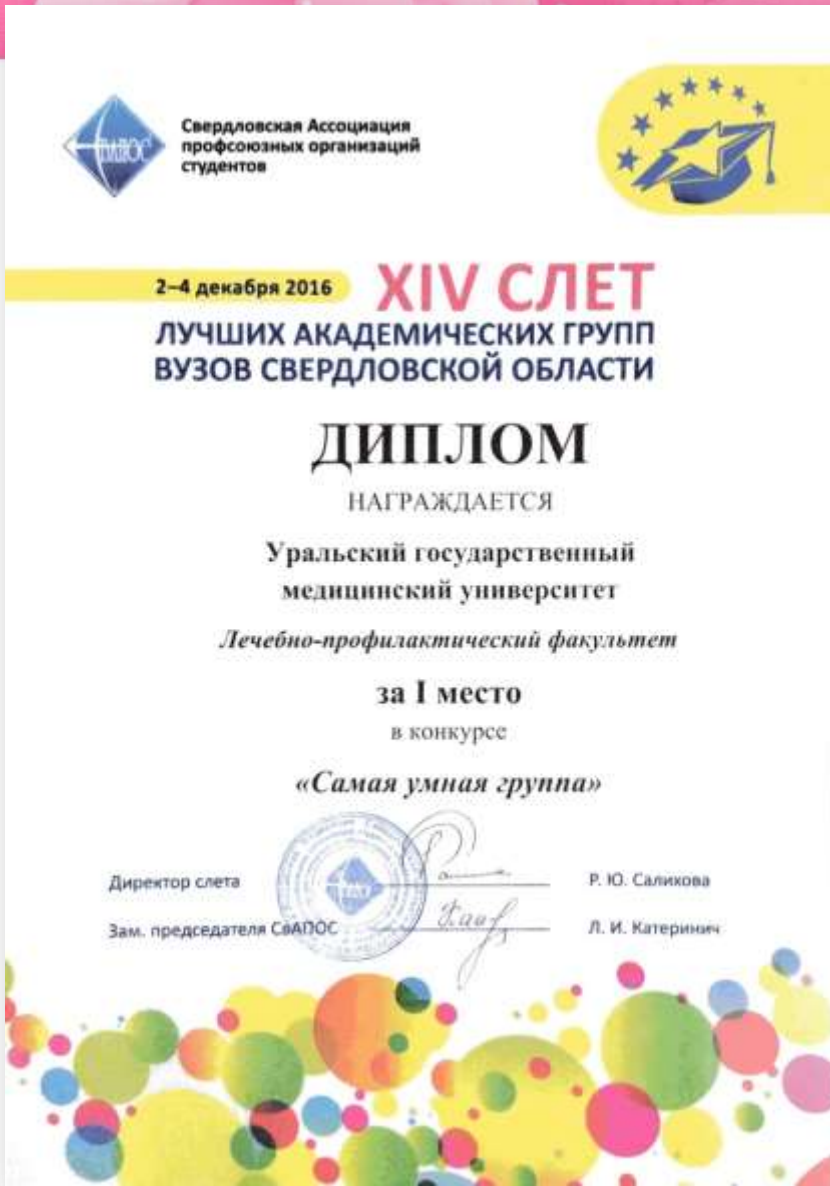 СвАПОС
Свердловская Ассоциация
профсоюзных организаций
студентов
2–4 декабря 2016
XIV СЛЕТ
ЛУЧШИХ АКАДЕМИЧЕСКИХ ГРУПП
ВУЗОВ СВЕРДЛОВСКОЙ ОБЛАСТИ
ДИПЛОМ
НАГРАЖДАЕТСЯ
Уральский государственный
медицинский университет
Лечебно-профилактический факультет
за I место
в конкурсе
«Самая умная группа»
Директор слета Р. Ю. Салихова
Зам. председателя СвАПОС Л. И. Катеринич